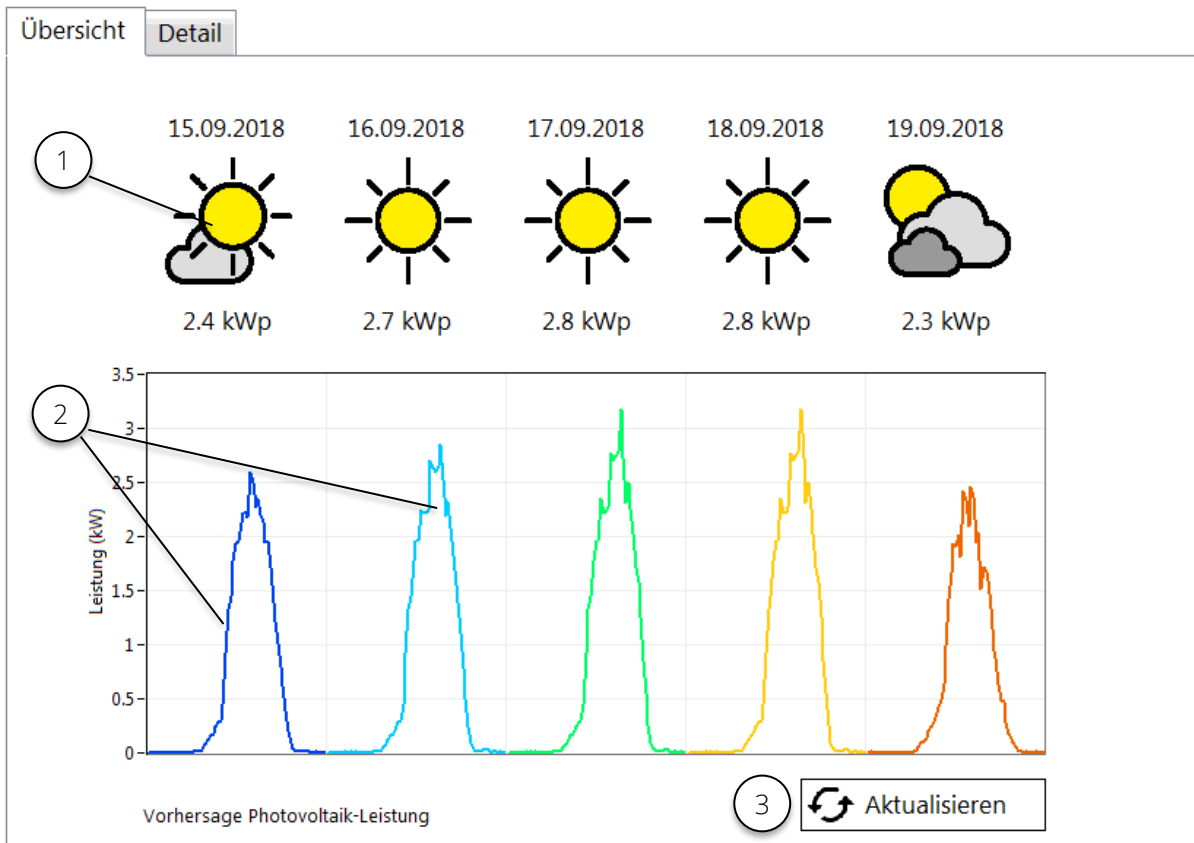 Übersicht Detail
15.09.2018 16.09.2018 17.09.2018 18.09.2018 19.09.2018
1
2.4 kWp 2.7 kWp 2.8 kWp 2.8 kWp 2.3 kWp
3.5
2
3
2.5
2
Leistung (kW)
1.5
1
0.5
0
3 Aktualisieren
Vorhersage Photovoltaik-Leistung